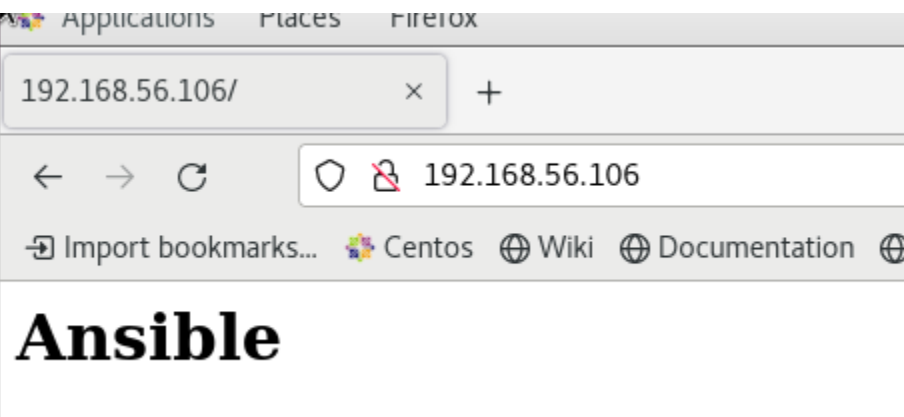 Applications Places Firefox
192.168.56.106/
192.168.56.106
Import bookmarks... Centos Wiki Documentation
Ansible